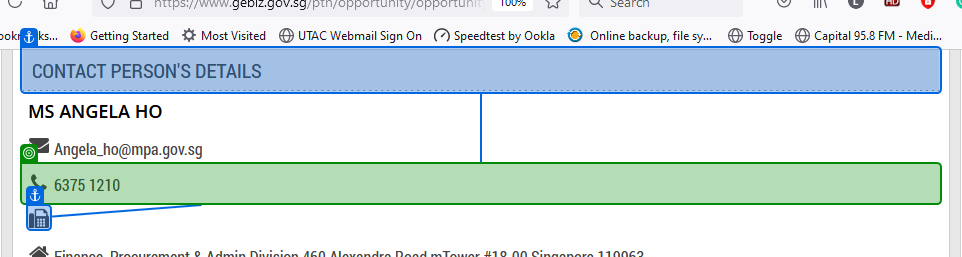 https://www.gebiz.gov.sg/ptn/opportunity/opportunity 100% Search HD
ks... Getting Started Most Visited UTAC Webmail Sign On Speedtest by Ookla Online backup, file sy... Toggle Capital 95.8 FM - Medi...
CONTACT PERSON'S DETAILS
MS ANGELA HO
Angela_ho@mpa.gov.sg
6375 1210
Finance, Procurement & Admin Division 460 Alexandra Road mTower #18-00 Singapore 119963